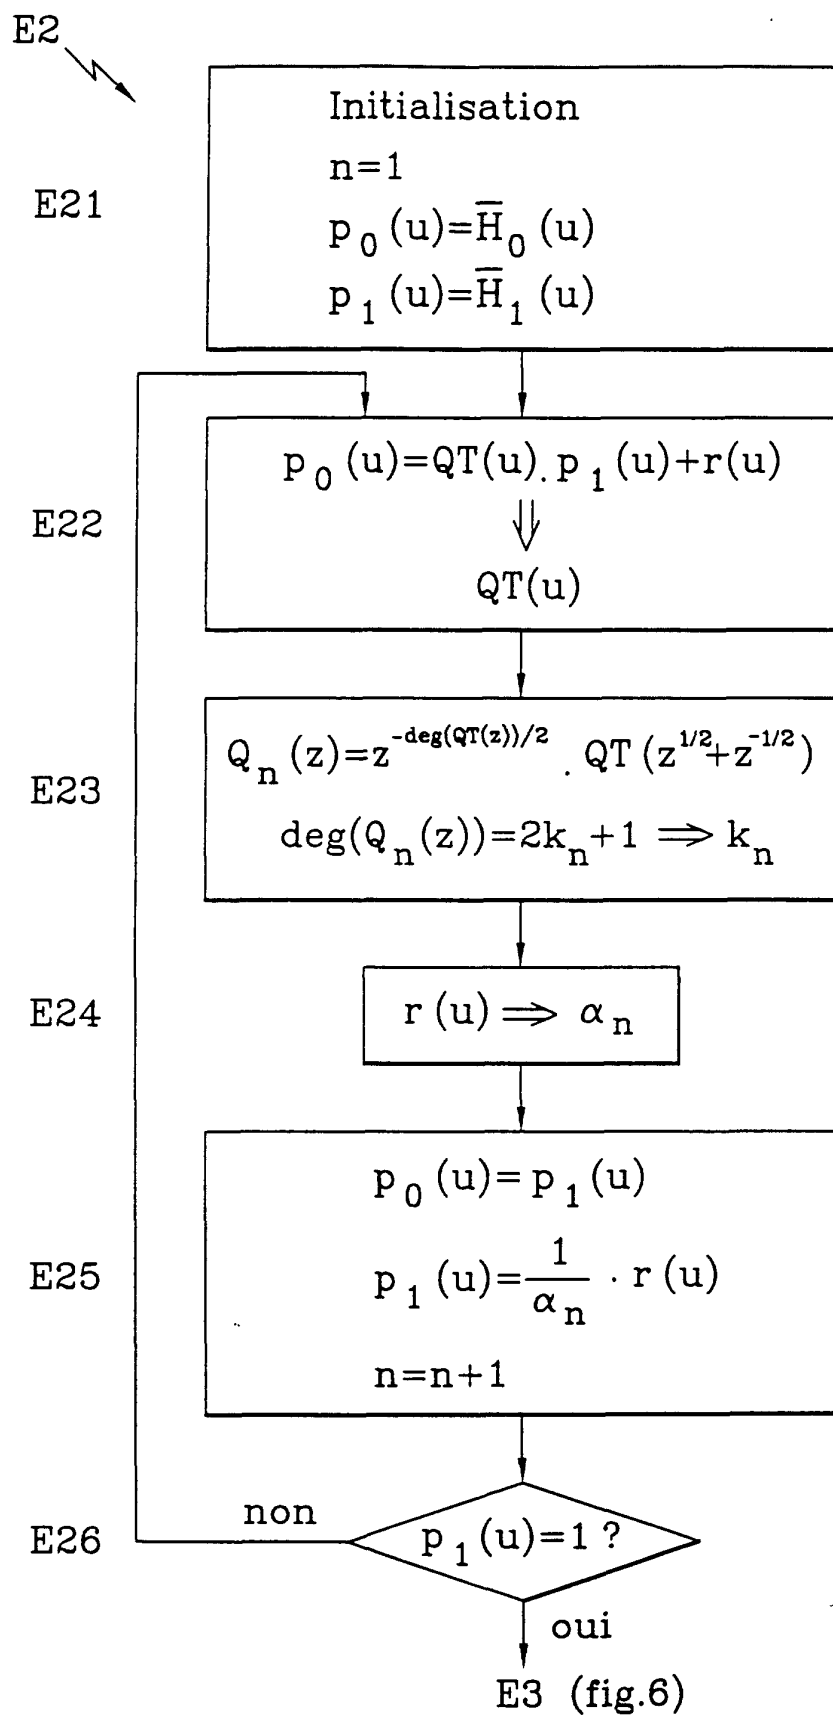 E2
E21
Initialisation
n=1
p₀(u)=H̅₀(u)
p₁(u)=H̅₁(u)
E22
p₀(u)=QT(u).p₁(u)+r(u)
⇓
QT(u)
E23
Qₙ(z)=z^(-deg(QT(z))/2) . QT(z^(1/2)+z^(-1/2))
deg(Qₙ(z))=2kₙ+1 ⇒ kₙ
E24
r(u) ⇒ αₙ
E25
p₀(u)=p₁(u)
p₁(u)=1/αₙ · r(u)
n=n+1
E26
non
p₁(u)=1 ?
oui
E3 (fig.6)